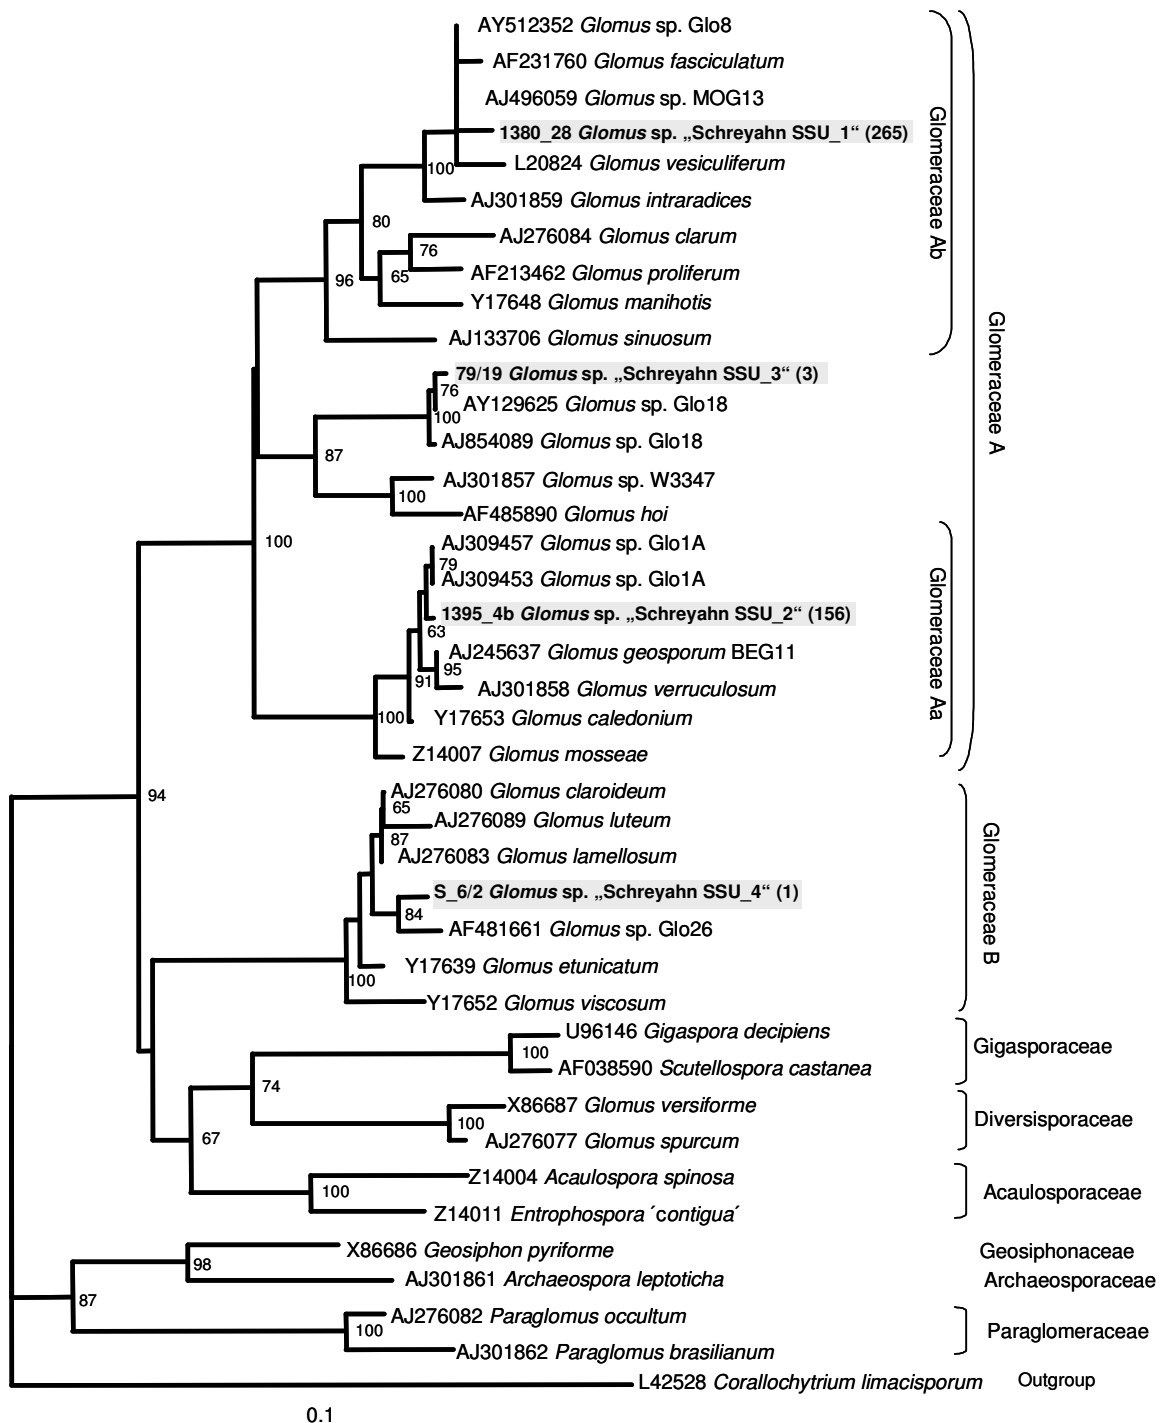 AY512352 Glomus sp. Glo8
AF231760 Glomus fasciculatum
AJ496059 Glomus sp. MOG13
1380_28 Glomus sp. „Schreyahn SSU_1“ (265)
L20824 Glomus vesiculiferum
100
AJ301859 Glomus intraradices
80
AJ276084 Glomus clarum
76
AF213462 Glomus proliferum
65
96
Y17648 Glomus manihotis
AJ133706 Glomus sinuosum
Glomeraceae Ab
Glomeraceae A
79/19 Glomus sp. „Schreyahn SSU_3“ (3)
76
AY129625 Glomus sp. Glo18
100
AJ854089 Glomus sp. Glo18
87
AJ301857 Glomus sp. W3347
100
AF485890 Glomus hoi
100
AJ309457 Glomus sp. Glo1A
79
AJ309453 Glomus sp. Glo1A
1395_4b Glomus sp. „Schreyahn SSU_2“ (156)
63
AJ245637 Glomus geosporum BEG11
95
91
AJ301858 Glomus verruculosum
100
Y17653 Glomus caledonium
Z14007 Glomus mosseae
Glomeraceae Aa
94
AJ276080 Glomus claroideum
65
AJ276089 Glomus luteum
87
AJ276083 Glomus lamellosum
S_6/2 Glomus sp. „Schreyahn SSU_4“ (1)
84
AF481661 Glomus sp. Glo26
Y17639 Glomus etunicatum
100
Y17652 Glomus viscosum
Glomeraceae B
U96146 Gigaspora decipiens
100
Gigasporaceae
AF038590 Scutellospora castanea
74
X86687 Glomus versiforme
100
Diversisporaceae
AJ276077 Glomus spurcum
67
Z14004 Acaulospora spinosa
100
Acaulosporaceae
Z14011 Entrophospora ´contigua´
X86686 Geosiphon pyriforme
Geosiphonaceae
98
AJ301861 Archaeospora leptoticha
Archaeosporaceae
87
AJ276082 Paraglomus occultum
100
Paraglomeraceae
AJ301862 Paraglomus brasilianum
L42528 Corallochytrium limacisporum
Outgroup
0.1